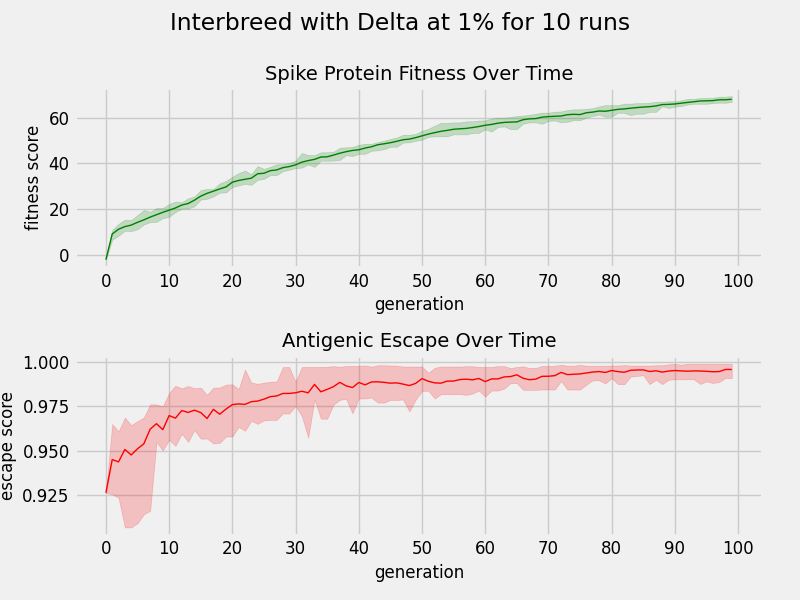 Interbreed with Delta at 1% for 10 runs
Spike Protein Fitness Over Time
fitness score
60
40
20
0
0 10 20 30 40 50 60 70 80 90 100
generation
Antigenic Escape Over Time
escape score
1.000
0.975
0.950
0.925
0 10 20 30 40 50 60 70 80 90 100
generation